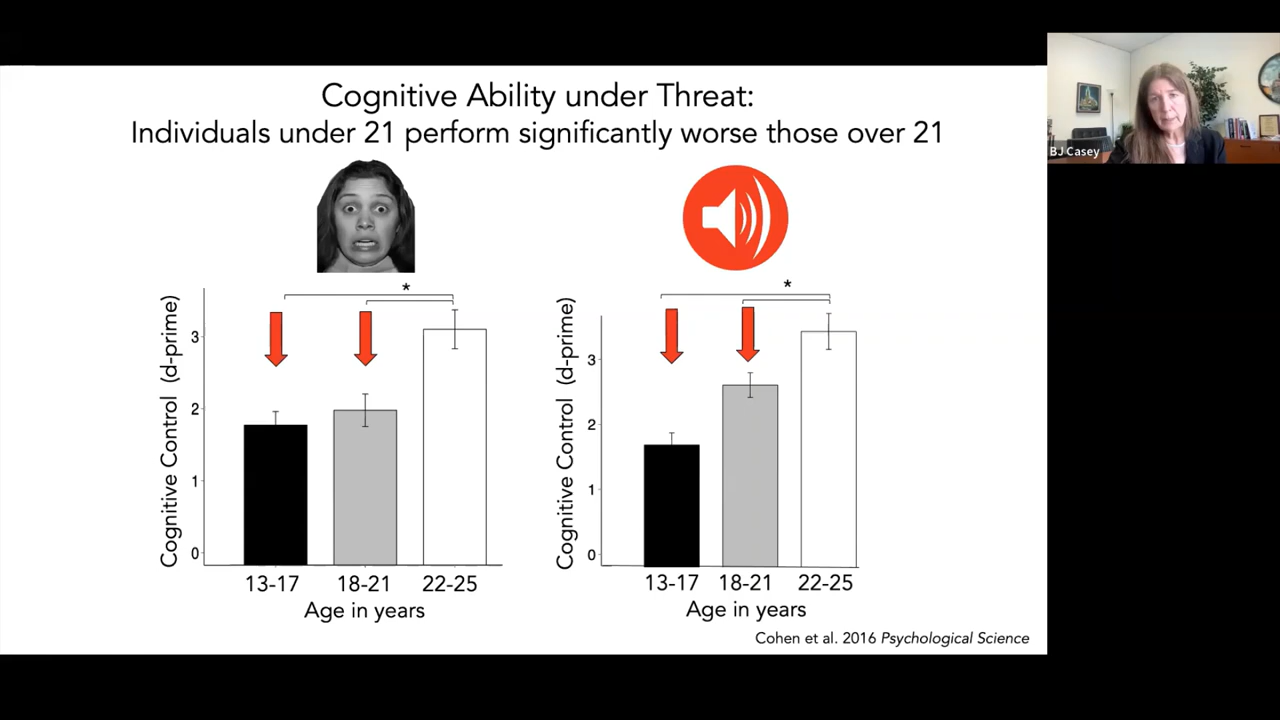 Cognitive Ability under Threat:
Individuals under 21 perform significantly worse those over 21
BJ Casey
*
Cognitive Control (d-prime)
3
2
1
0
13-17 18-21 22-25
Age in years
*
Cognitive Control (d-prime)
3
2
1
0
13-17 18-21 22-25
Age in years
Cohen et al. 2016 Psychological Science